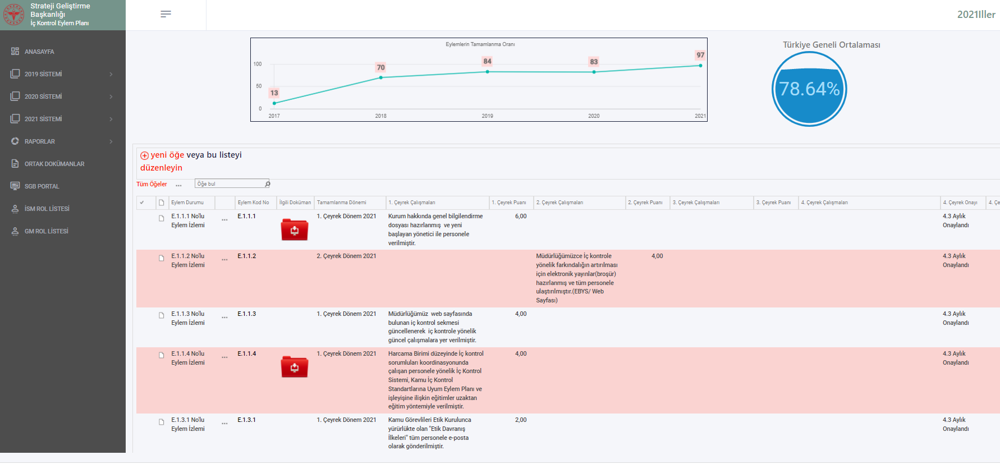 Strateji Geliştirme
Başkanlığı
İç Kontrol Eylem Planı
2021Iller
ANASAYFA
2019 SİSTEMİ
2020 SİSTEMİ
2021 SİSTEMİ
RAPORLAR
ORTAK DOKÜMANLAR
SGB PORTAL
İSM ROL LİSTESİ
GM ROL LİSTESİ
Eylemlerin Tamamlanma Oranı
100
50
0
13
70
84
83
97
2017
2018
2019
2020
2021
Türkiye Geneli Ortalaması
78.64%
yeni öğe veya bu listeyi
düzenleyin
Tüm Öğeler ...
Öğe bul
Eylem Durumu
Eylem Kod No
İlgili Doküman
Tamamlanma Dönemi
1. Çeyrek Çalışmaları
1. Çeyrek Puanı
2. Çeyrek Çalışmaları
2. Çeyrek Puanı
3. Çeyrek Çalışmaları
3. Çeyrek Puanı
4. Çeyrek Çalışmaları
4. Çeyrek Onayı
4. Çe
E.1.1.1 No'lu
Eylem İzlemi
...
E.1.1.1
1. Çeyrek Dönem 2021
Kurum hakkında genel bilgilendirme
dosyası hazırlanmış ve yeni
başlayan yönetici ile personele
verilmiştir.
6,00
4.3 Aylık
Onaylandı
E.1.1.2 No'lu
Eylem İzlemi
...
E.1.1.2
2. Çeyrek Dönem 2021
Müdürlüğümüzce İç kontrole
yönelik farkındalığın artırılması
için elektronik yayınlar(broşür)
hazırlanmış ve tüm personele
ulaştırılmıştır.(EBYS/ Web
Sayfası)
4,00
4.3 Aylık
Onaylandı
E.1.1.3 No'lu
Eylem İzlemi
...
E.1.1.3
1. Çeyrek Dönem 2021
Müdürlüğümüz web sayfasında
bulunan iç kontrol sekmesi
güncellenerek iç kontrole yönelik
güncel çalışmalara yer verilmiştir.
4,00
4.3 Aylık
Onaylandı
E.1.1.4 No'lu
Eylem İzlemi
...
E.1.1.4
1. Çeyrek Dönem 2021
Harcama Birimi düzeyinde İç kontrol
sorumluları koordinasyonunda
çalışan personele yönelik İç Kontrol
Sistemi, Kamu İç Kontrol
Standartlarına Uyum Eylem Planı ve
işleyişine ilişkin eğitimler uzaktan
eğitim yöntemiyle verilmiştir.
4,00
4.3 Aylık
Onaylandı
E.1.3.1 No'lu
Eylem İzlemi
...
E.1.3.1
1. Çeyrek Dönem 2021
Kamu Görevlileri Etik Kurulunca
yürürlükte olan "Etik Davranış
İlkeleri" tüm personele e-posta
olarak gönderilmiştir.
2,00
4.3 Aylık
Onaylandı